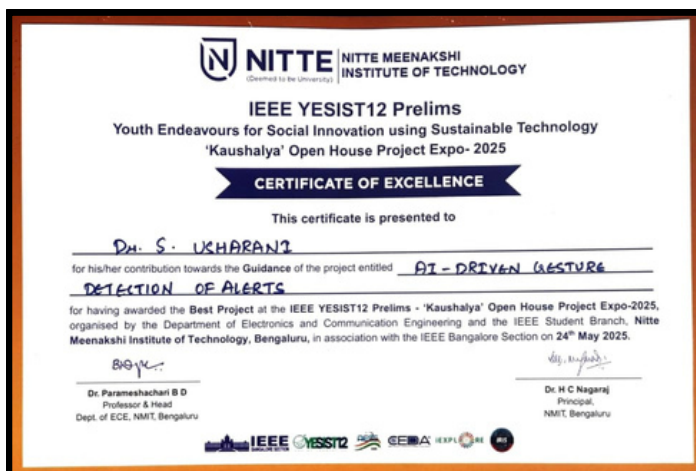 NITTE
(Deemed to be University)
NITTE MEENAKSHI
INSTITUTE OF TECHNOLOGY
IEEE YESIST12 Prelims
Youth Endeavours for Social Innovation using Sustainable Technology
'Kaushalya' Open House Project Expo- 2025
CERTIFICATE OF EXCELLENCE
This certificate is presented to
DR. S. USHARANI
for his/her contribution towards the Guidance of the project entitled AI-DRIVEN GESTURE
DETECTION OF ALERTS
for having awarded the Best Project at the IEEE YESIST12 Prelims - 'Kaushalya' Open House Project Expo-2025,
organised by the Department of Electronics and Communication Engineering and the IEEE Student Branch, Nitte
Meenakshi Institute of Technology, Bengaluru, in association with the IEEE Bangalore Section on 24th May 2025.
Dr. Parameshachari B D
Professor & Head
Dept. of ECE, NMIT, Bengaluru
Dr. H C Nagaraj
Principal,
NMIT, Bengaluru
IEEE
BANGALORE SECTION
YESIST12
CEDA
IEXPLORE